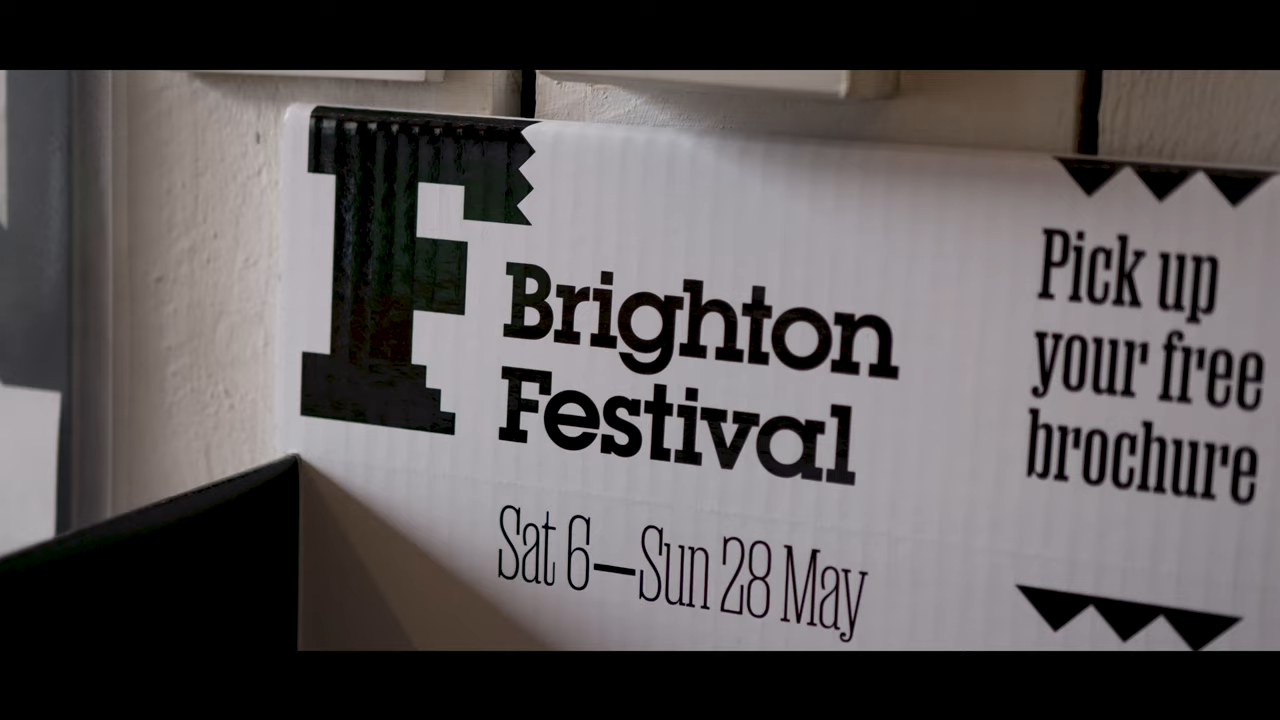 F
Brighton
Festival
Sat 6—Sun 28 May
Pick up
your free
brochure